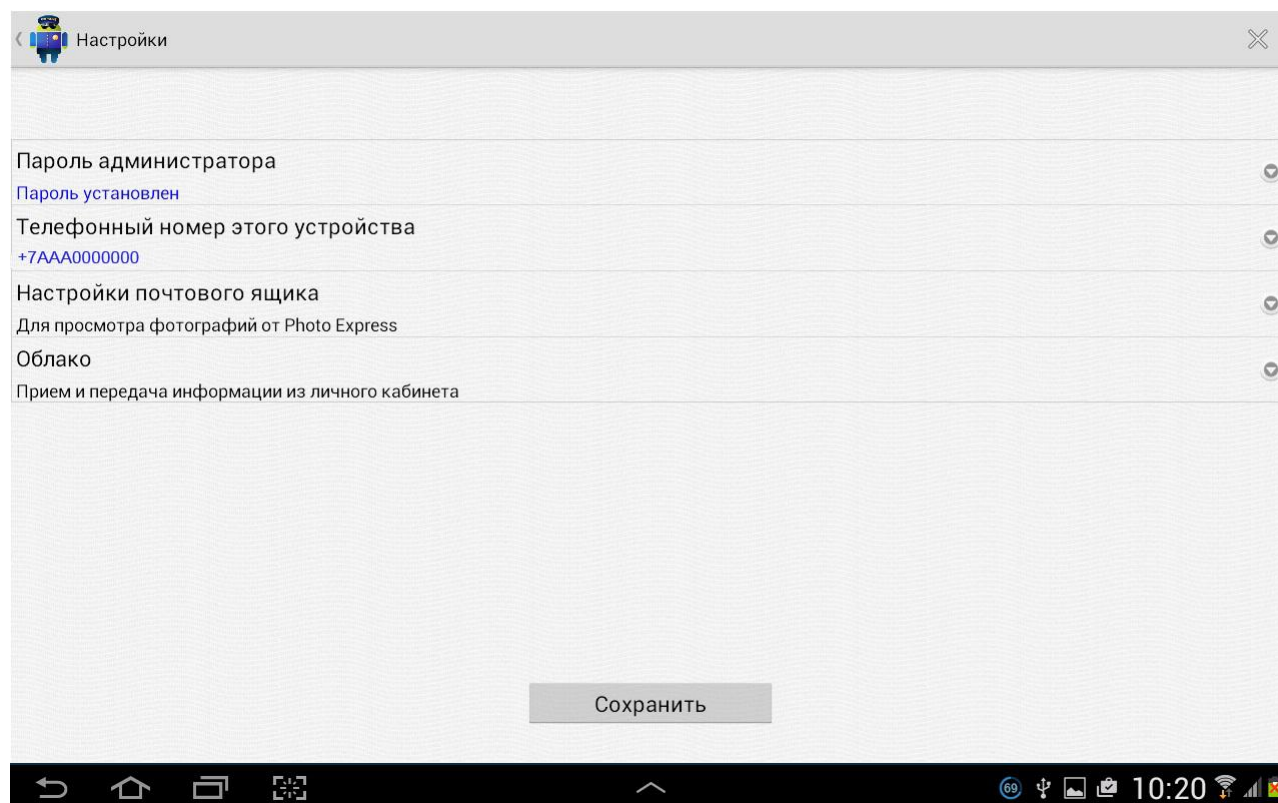 Настройки
Пароль администратора
Пароль установлен
Телефонный номер этого устройства
+7AAA0000000
Настройки почтового ящика
Для просмотра фотографий от Photo Express
Облако
Прием и передача информации из личного кабинета
Сохранить
69 10:20